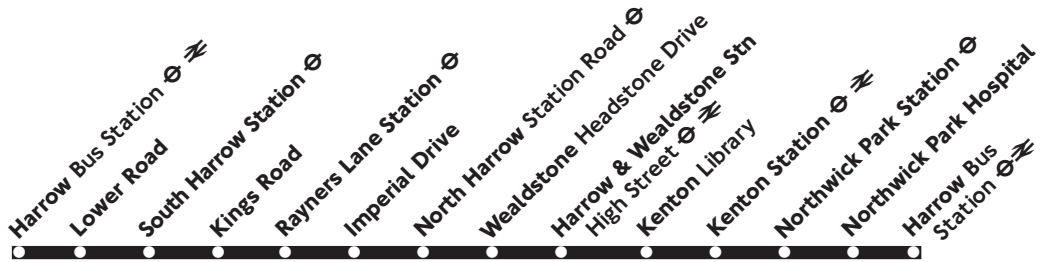 Harrow Bus Station
Lower Road
South Harrow Station
Kings Road
Rayners Lane Station
Imperial Drive
North Harrow Station Road
Wealdstone Headstone Drive
Harrow & Wealdstone Stn
High Street
Kenton Library
Kenton Station
Northwick Park Station
Northwick Park Hospital
Harrow Bus
Station